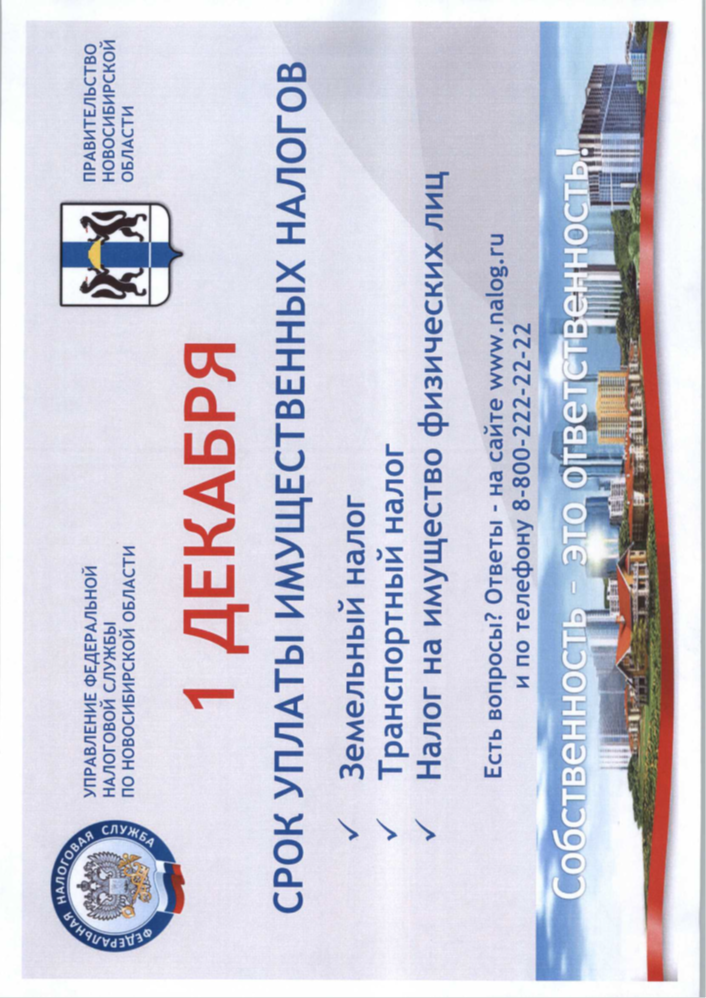 ФЕДЕРАЛЬНАЯ НАЛОГОВАЯ СЛУЖБА
УПРАВЛЕНИЕ ФЕДЕРАЛЬНОЙ
НАЛОГОВОЙ СЛУЖБЫ
ПО НОВОСИБИРСКОЙ ОБЛАСТИ
ПРАВИТЕЛЬСТВО
НОВОСИБИРСКОЙ
ОБЛАСТИ
1 ДЕКАБРЯ
СРОК УПЛАТЫ ИМУЩЕСТВЕННЫХ НАЛОГОВ
✓ Земельный налог
✓ Транспортный налог
✓ Налог на имущество физических лиц
Есть вопросы? Ответы - на сайте www.nalog.ru
и по телефону 8-800-222-22-22
Собственность - это ответственность!